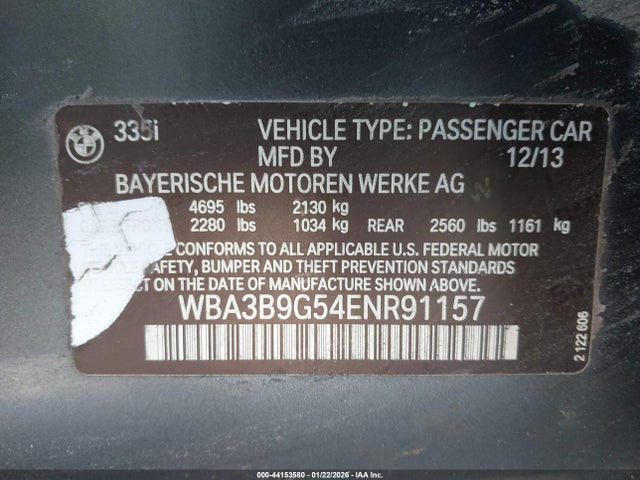 335i VEHICLE TYPE: PASSENGER CAR
MFD BY 12/13
BAYERISCHE MOTOREN WERKE AG
4695 lbs 2130 kg
2280 lbs 1034 kg REAR 2560 lbs 1161 kg
CONFORMS TO ALL APPLICABLE U.S. FEDERAL MOTOR
SAFETY, BUMPER AND THEFT PREVENTION STANDARDS
ON THE DATE OF MANUFACTURE SHOWN ABOVE.
WBA3B9G54ENR91157
2 122 606
000-44153580 - 01/22/2026 - IAA Inc.